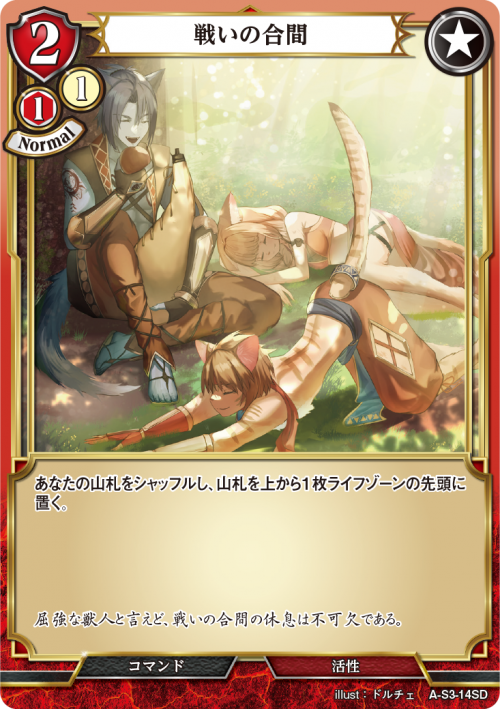 戦いの合間
2
1
1
Normal
あなたの山札をシャッフルし、山札を上から1枚ライフゾーンの先頭に
置く。
屈強な獣人と言えど、戦いの合間の休息は不可欠である。
コマンド
活性
illust：ドルチェ A-S3-14SD